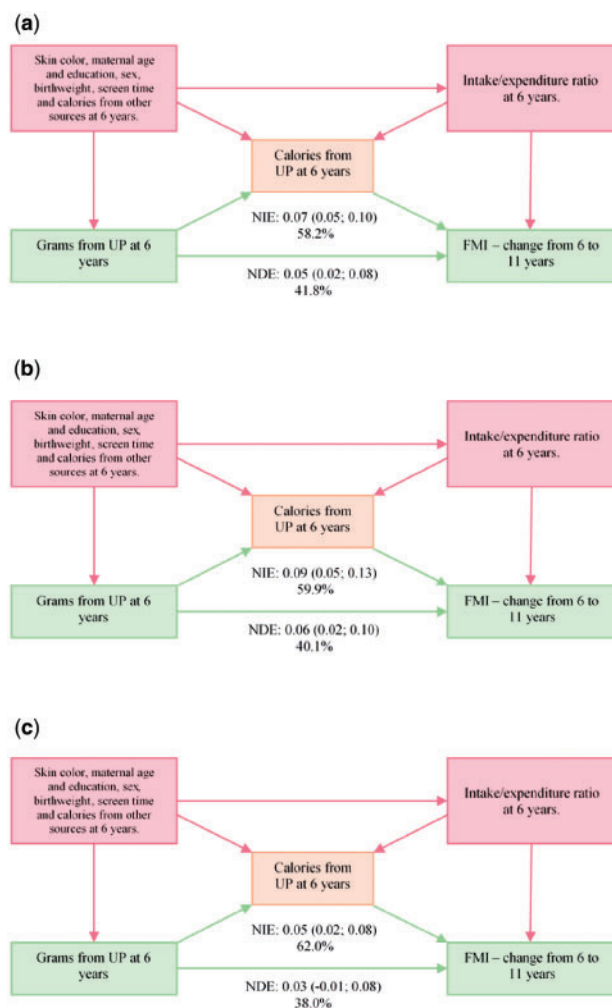 (a)
Skin color, maternal age
and education, sex,
birthweight, screen time
and calories from other
sources at 6 years.
Intake/expenditure ratio
at 6 years.
Calories from
UP at 6 years
NIE: 0.07 (0.05; 0.10)
58.2%
Grams from UP at 6
years
FMI – change from 6 to
11 years
NDE: 0.05 (0.02; 0.08)
41.8%
(b)
Skin color, maternal age
and education, sex,
birthweight, screen time
and calories from other
sources at 6 years.
Intake/expenditure ratio
at 6 years.
Calories from
UP at 6 years
NIE: 0.09 (0.05; 0.13)
59.9%
Grams from UP at 6
years
FMI – change from 6 to
11 years
NDE: 0.06 (0.02; 0.10)
40.1%
(c)
Skin color, maternal age
and education, sex,
birthweight, screen time
and calories from other
sources at 6 years.
Intake/expenditure ratio
at 6 years.
Calories from
UP at 6 years
NIE: 0.05 (0.02; 0.08)
62.0%
Grams from UP at 6
years
FMI – change from 6 to
11 years
NDE: 0.03 (-0.01; 0.08)
38.0%